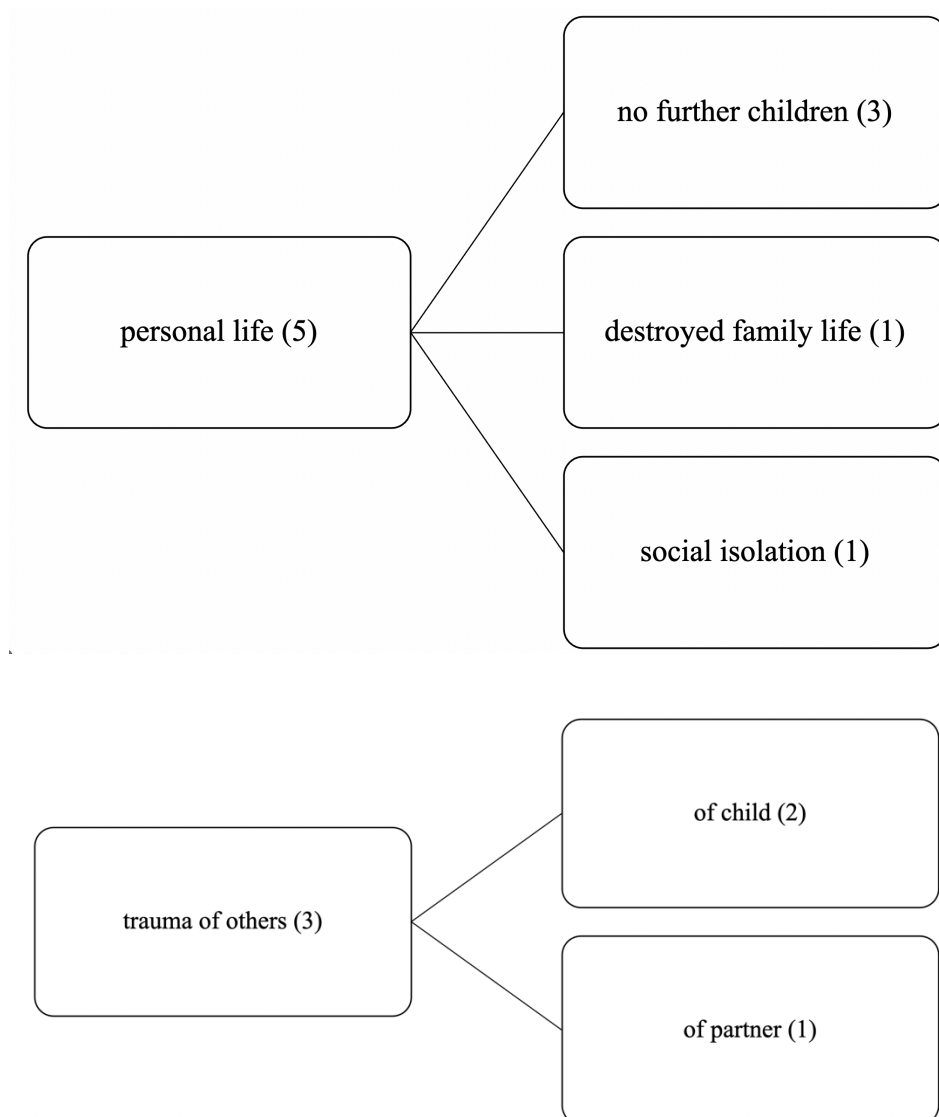 no further children (3)
personal life (5)
destroyed family life (1)
social isolation (1)
of child (2)
trauma of others (3)
of partner (1)